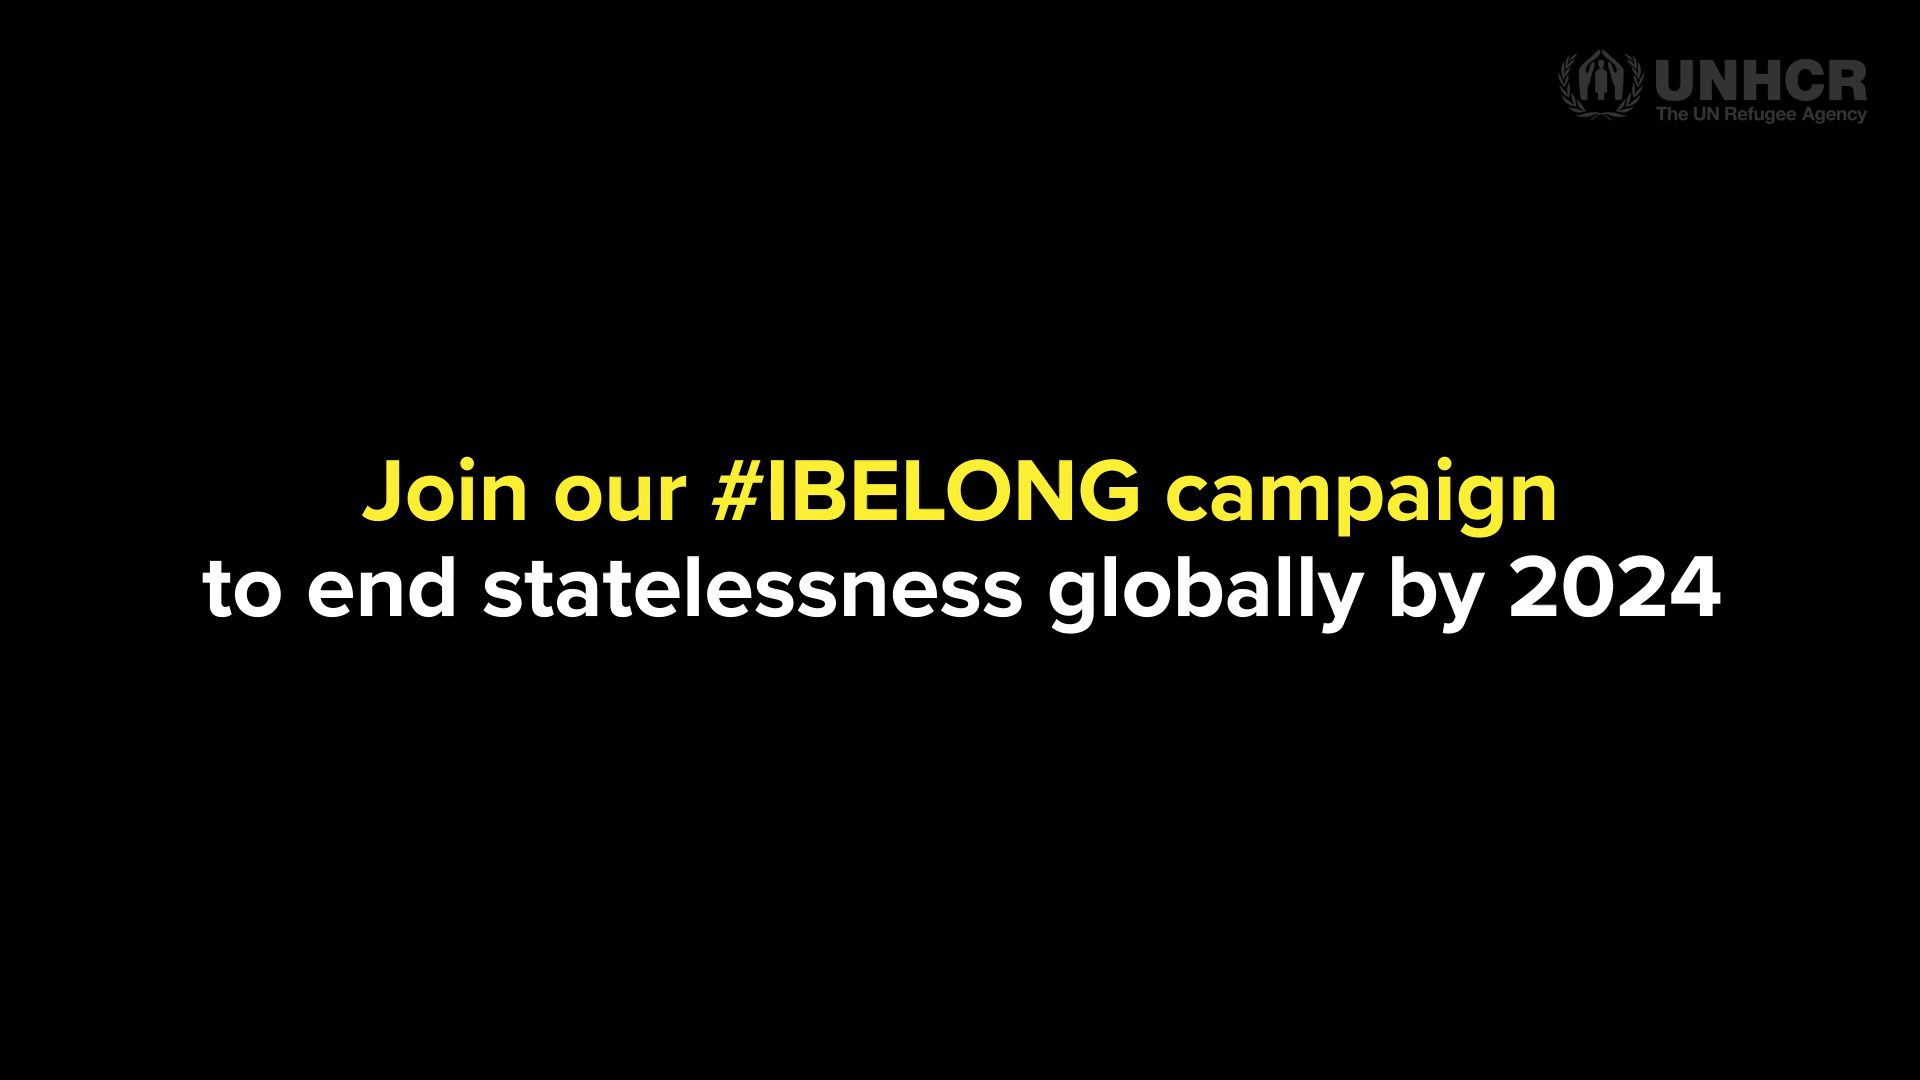 UNHCR
The UN Refugee Agency
Join our #IBELONG campaign
to end statelessness globally by 2024